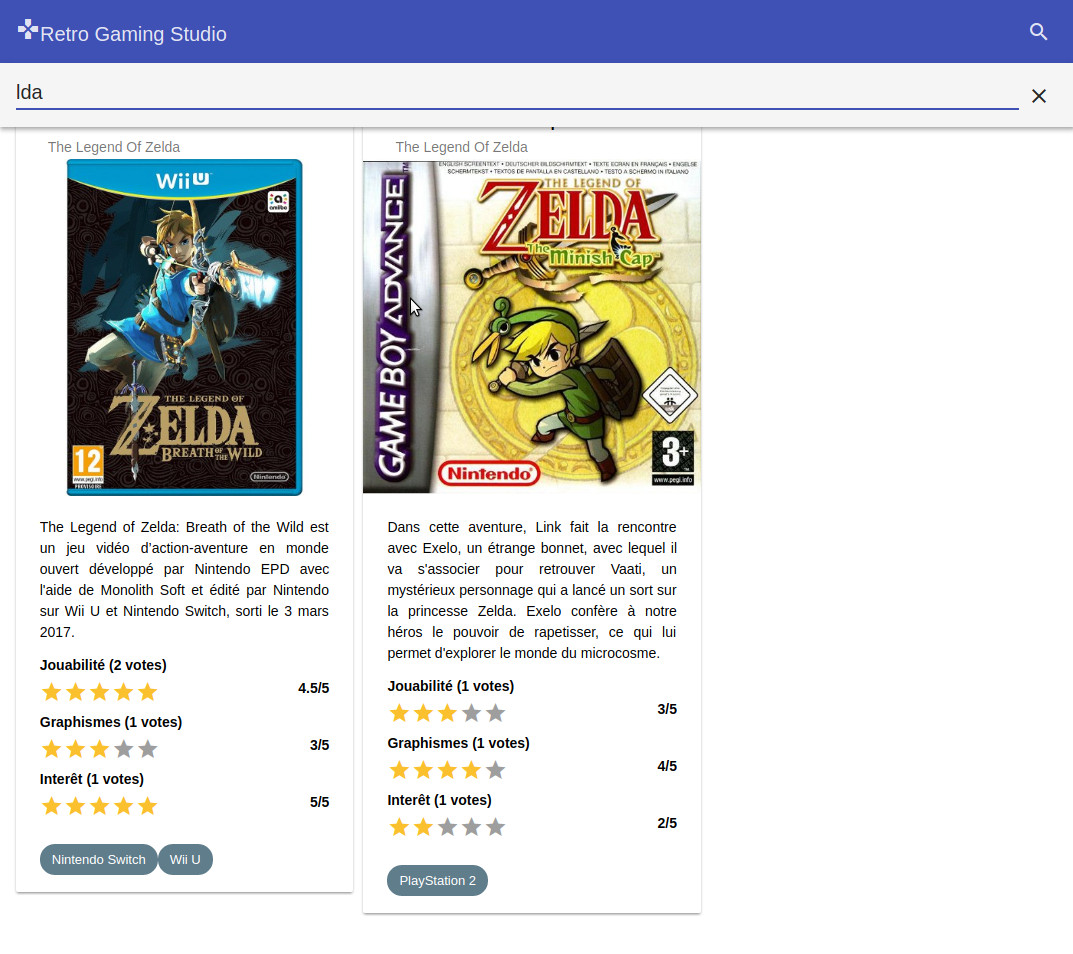 Retro Gaming Studio
lda
The Legend Of Zelda
Wii U
amiibo
THE LEGEND OF
ZELDA
BREATH OF THE WILD
12
www.pegi.info
Nintendo
The Legend of Zelda: Breath of the Wild est
un jeu vidéo d’action-aventure en monde
ouvert développé par Nintendo EPD avec
l'aide de Monolith Soft et édité par Nintendo
sur Wii U et Nintendo Switch, sorti le 3 mars
2017.
Jouabilité (2 votes)
4.5/5
Graphismes (1 votes)
3/5
Interêt (1 votes)
5/5
Nintendo Switch
Wii U
The Legend Of Zelda
ENGLISH SCREENTEXT • DEUTSCHER BILDSCHIRMTEXT • TEXTE ECRAN EN FRANÇAIS • ENGELSE
SCHERMTEKST • TEXTOS DE PANTALLA EN CASTELLANO • TESTO A SCHERMO IN ITALIANO
GAME BOY ADVANCE
TM
THE LEGEND OF
ZELDA
The
Minish Cap
Nintendo
3+
www.pegi.info
Dans cette aventure, Link fait la rencontre
avec Exelo, un étrange bonnet, avec lequel il
va s'associer pour retrouver Vaati, un
mystérieux personnage qui a lancé un sort sur
la princesse Zelda. Exelo confère à notre
héros le pouvoir de rapetisser, ce qui lui
permet d'explorer le monde du microcosme.
Jouabilité (1 votes)
3/5
Graphismes (1 votes)
4/5
Interêt (1 votes)
2/5
PlayStation 2